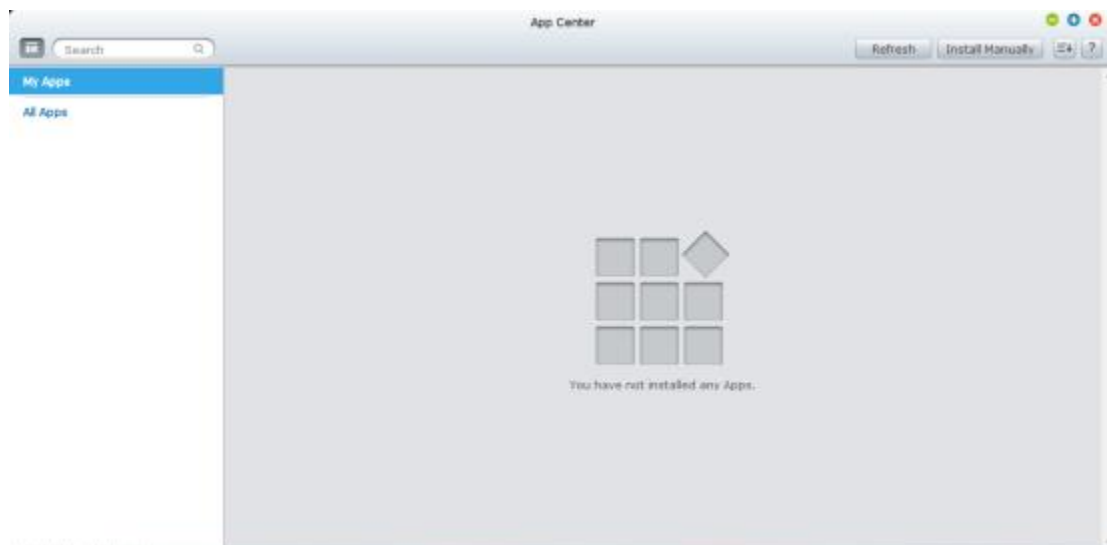 App Center
Search
Refresh
Install Manually
?
My Apps
All Apps
You have not installed any Apps.